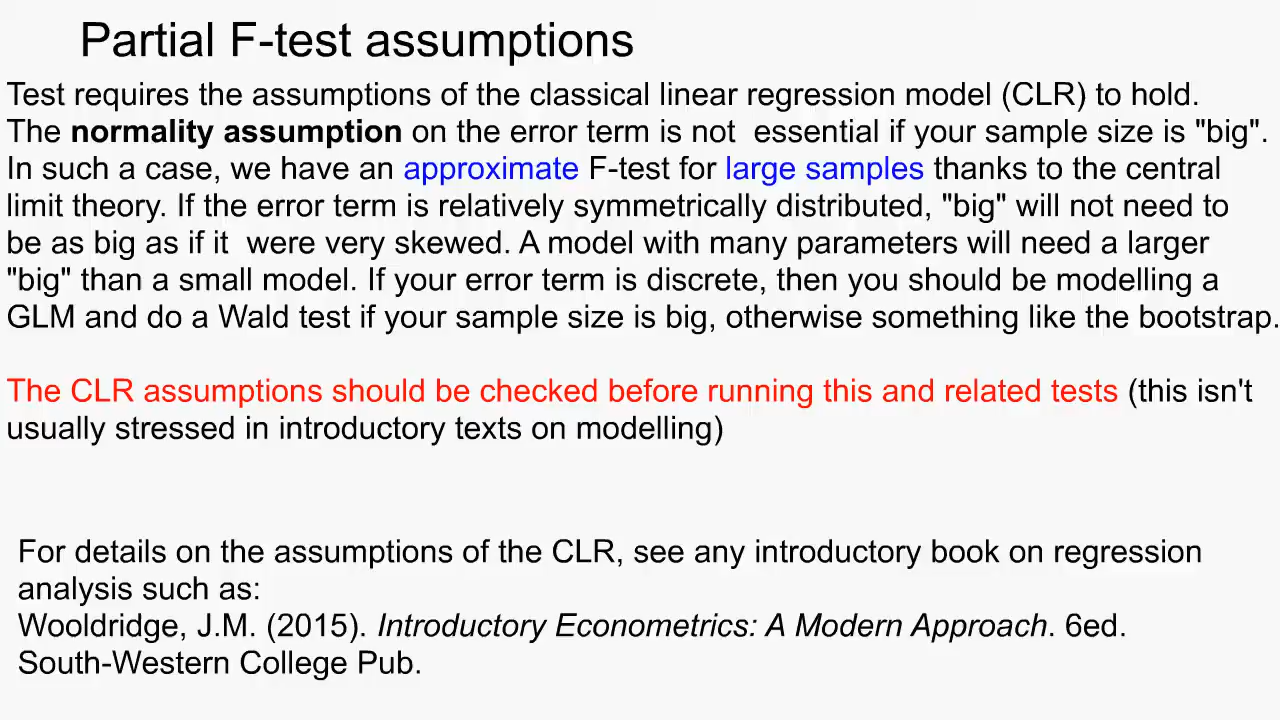 Partial F-test assumptions
Test requires the assumptions of the classical linear regression model (CLR) to hold.
The normality assumption on the error term is not  essential if your sample size is "big".
In such a case, we have an approximate F-test for large samples thanks to the central
limit theory. If the error term is relatively symmetrically distributed, "big" will not need to
be as big as if it  were very skewed. A model with many parameters will need a larger
"big" than a small model. If your error term is discrete, then you should be modelling a
GLM and do a Wald test if your sample size is big, otherwise something like the bootstrap.
The CLR assumptions should be checked before running this and related tests (this isn't
usually stressed in introductory texts on modelling)
For details on the assumptions of the CLR, see any introductory book on regression
analysis such as:
Wooldridge, J.M. (2015). Introductory Econometrics: A Modern Approach. 6ed.
South-Western College Pub.